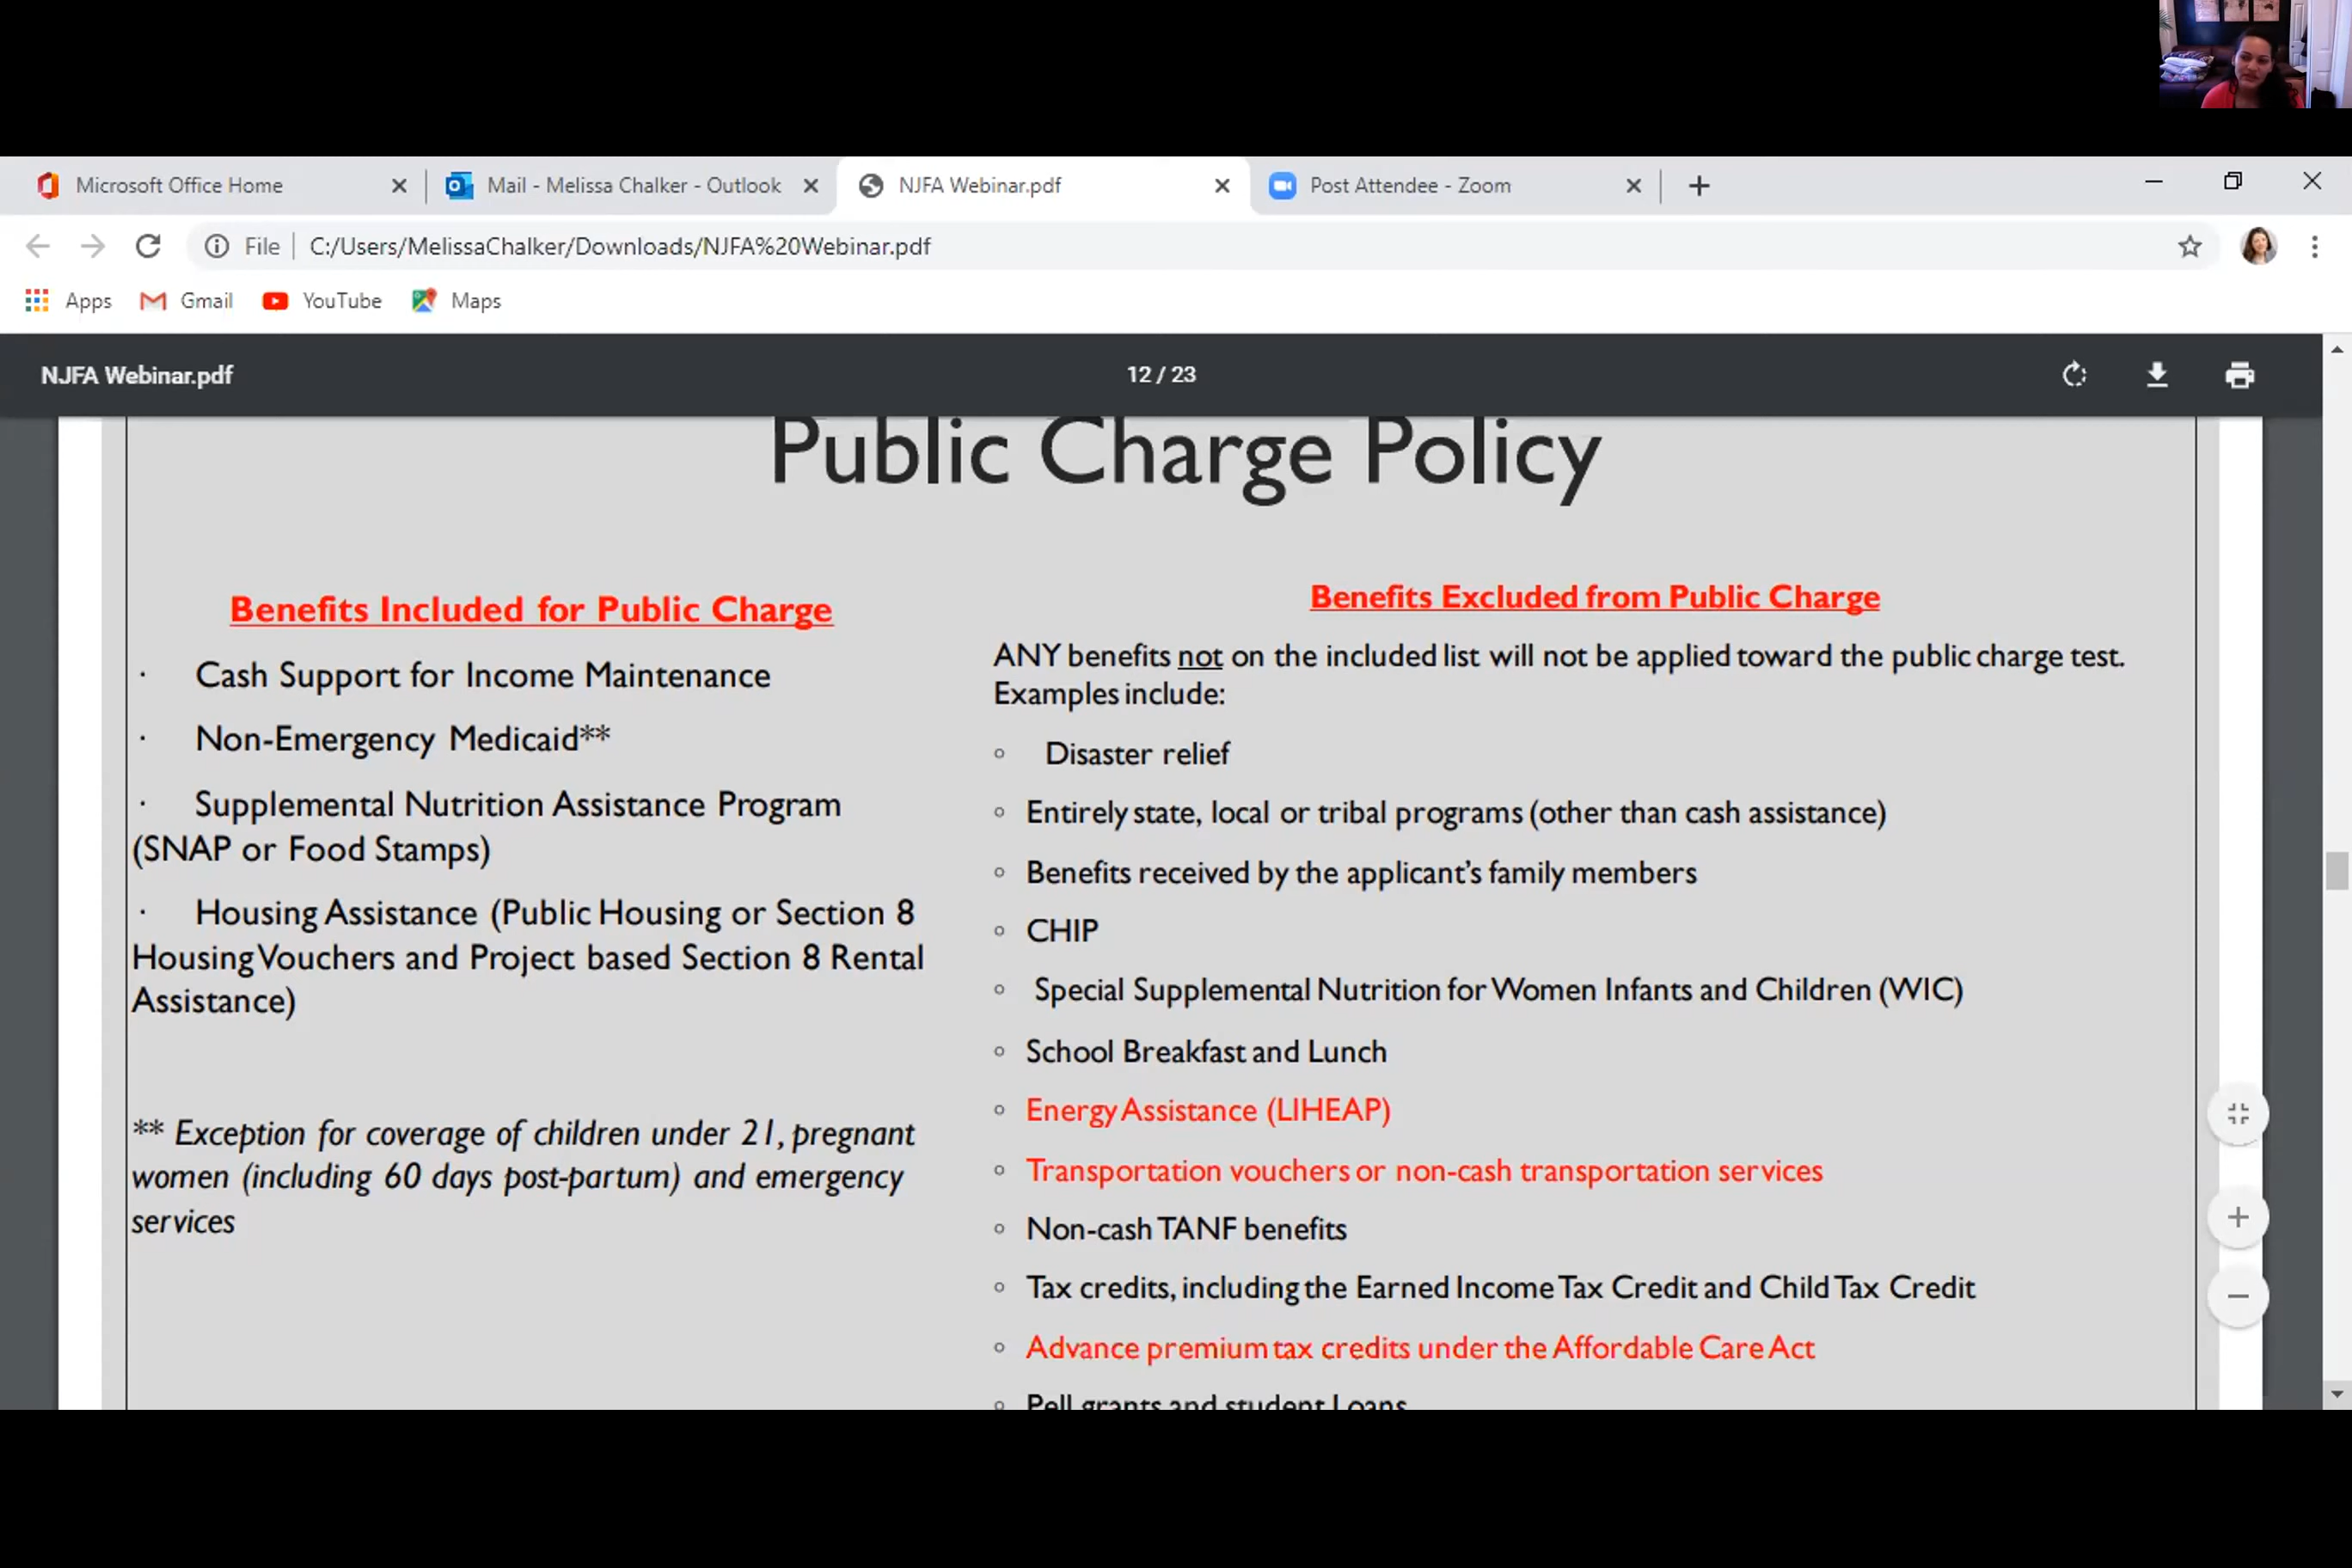 Microsoft Office Home
Mail - Melissa Chalker - Outlook
NJFA Webinar.pdf
Post Attendee - Zoom
File
C:/Users/MelissaChalker/Downloads/NJFA%20Webinar.pdf
Apps
Gmail
YouTube
Maps
NJFA Webinar.pdf
12 / 23
Public Charge Policy
Benefits Included for Public Charge
· Cash Support for Income Maintenance
· Non-Emergency Medicaid**
· Supplemental Nutrition Assistance Program
(SNAP or Food Stamps)
· Housing Assistance (Public Housing or Section 8
Housing Vouchers and Project based Section 8 Rental
Assistance)
** Exception for coverage of children under 21, pregnant
women (including 60 days post-partum) and emergency
services
Benefits Excluded from Public Charge
ANY benefits not on the included list will not be applied toward the public charge test.
Examples include:
◦ Disaster relief
◦ Entirely state, local or tribal programs (other than cash assistance)
◦ Benefits received by the applicant's family members
◦ CHIP
◦ Special Supplemental Nutrition for Women Infants and Children (WIC)
◦ School Breakfast and Lunch
◦ Energy Assistance (LIHEAP)
◦ Transportation vouchers or non-cash transportation services
◦ Non-cash TANF benefits
◦ Tax credits, including the Earned Income Tax Credit and Child Tax Credit
◦ Advance premium tax credits under the Affordable Care Act
◦ Pell grants and student Loans